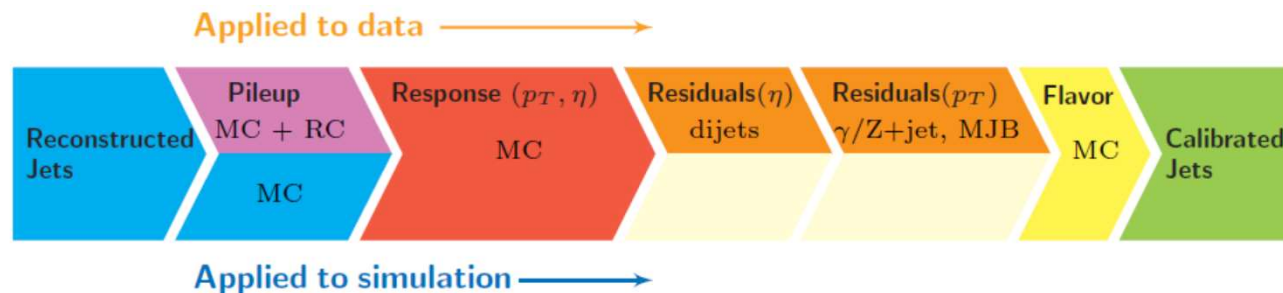 Applied to data
Reconstructed
Jets
Pileup
MC + RC
MC
Response (p_T, η)
MC
Residuals(η)
dijets
Residuals(p_T)
γ/Z+jet, MJB
Flavor
MC
Calibrated
Jets
Applied to simulation